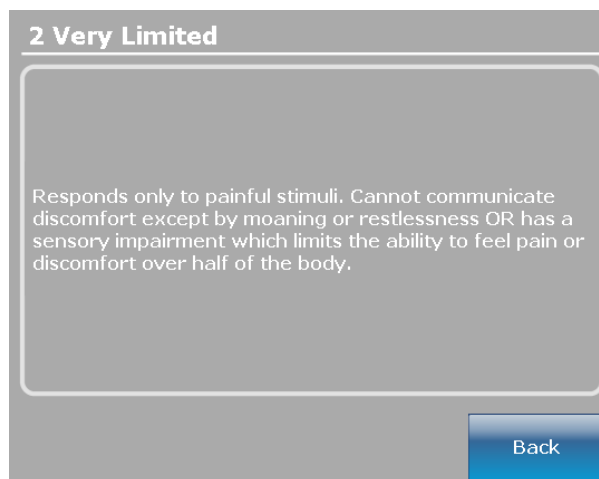 2 Very Limited
Responds only to painful stimuli. Cannot communicate
discomfort except by moaning or restlessness OR has a
sensory impairment which limits the ability to feel pain or
discomfort over half of the body.
Back